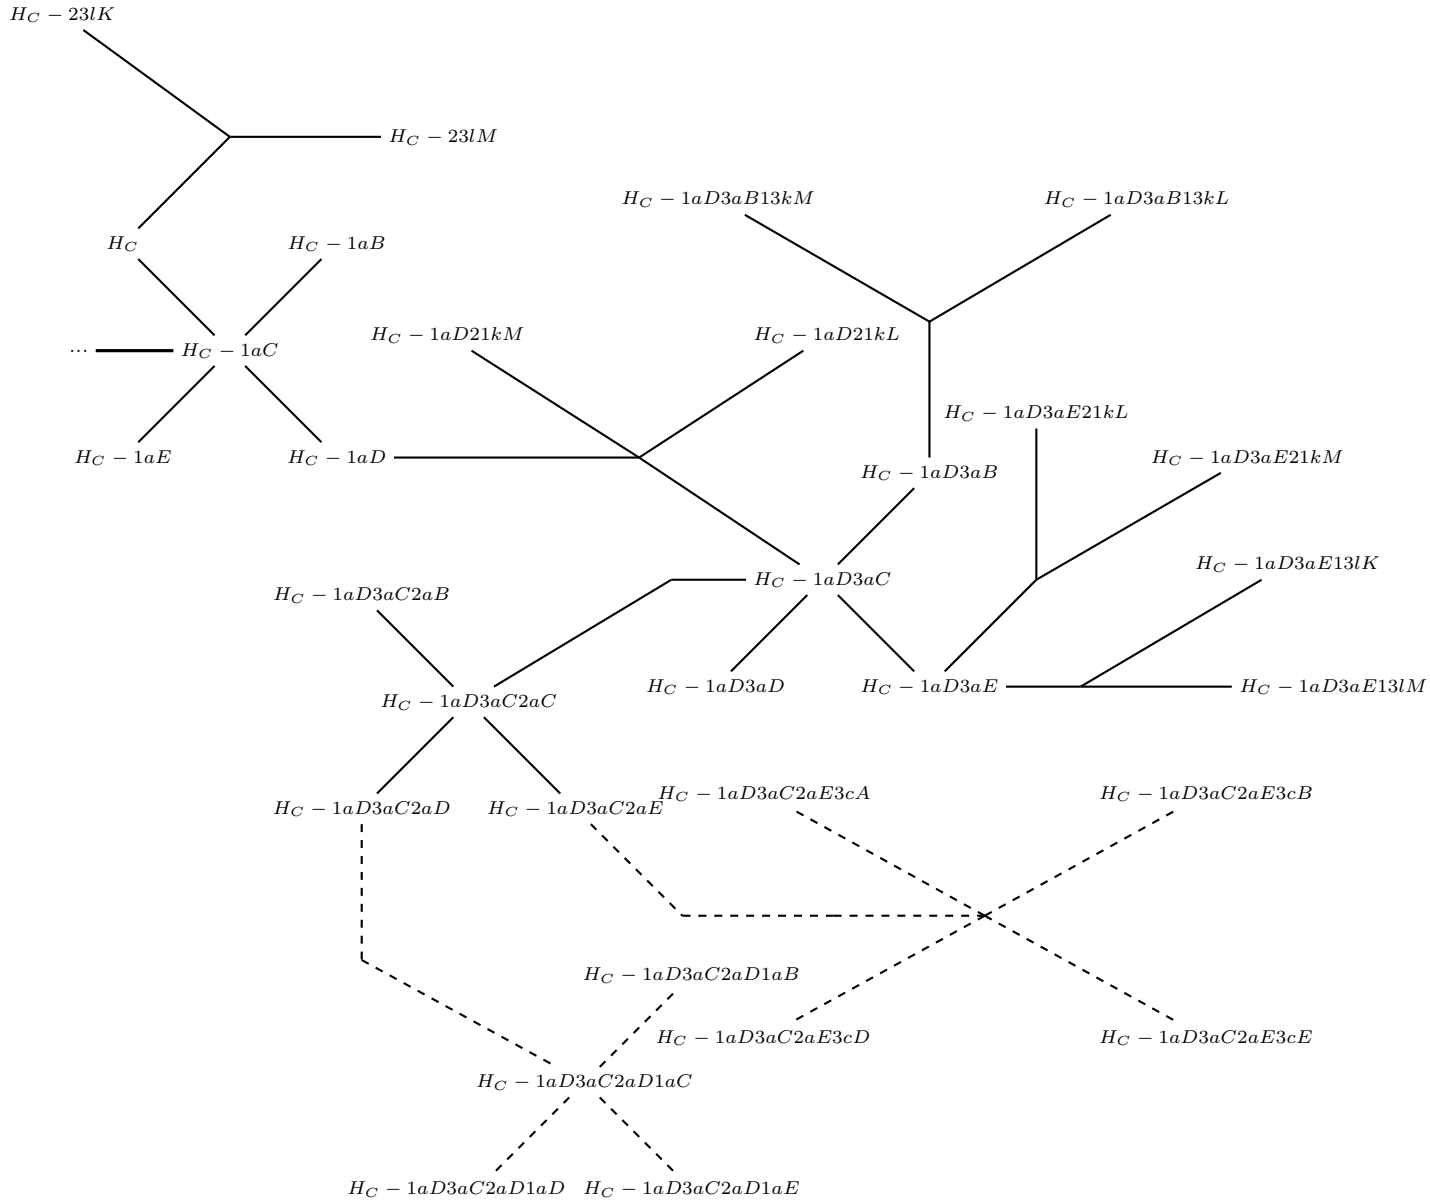 H_C − 23lK
H_C − 23lM
H_C − 1aD3aB13kM
H_C − 1aD3aB13kL
H_C
H_C − 1aB
H_C − 1aD21kM
H_C − 1aD21kL
... H_C − 1aC
H_C − 1aD3aE21kL
H_C − 1aE
H_C − 1aD
H_C − 1aD3aE21kM
H_C − 1aD3aB
H_C − 1aD3aE13lK
H_C − 1aD3aC
H_C − 1aD3aC2aB
H_C − 1aD3aD
H_C − 1aD3aE
H_C − 1aD3aE13lM
H_C − 1aD3aC2aC
H_C − 1aD3aC2aE3cA
H_C − 1aD3aC2aE3cB
H_C − 1aD3aC2aD
H_C − 1aD3aC2aE
H_C − 1aD3aC2aD1aB
H_C − 1aD3aC2aE3cD
H_C − 1aD3aC2aE3cE
H_C − 1aD3aC2aD1aC
H_C − 1aD3aC2aD1aD
H_C − 1aD3aC2aD1aE